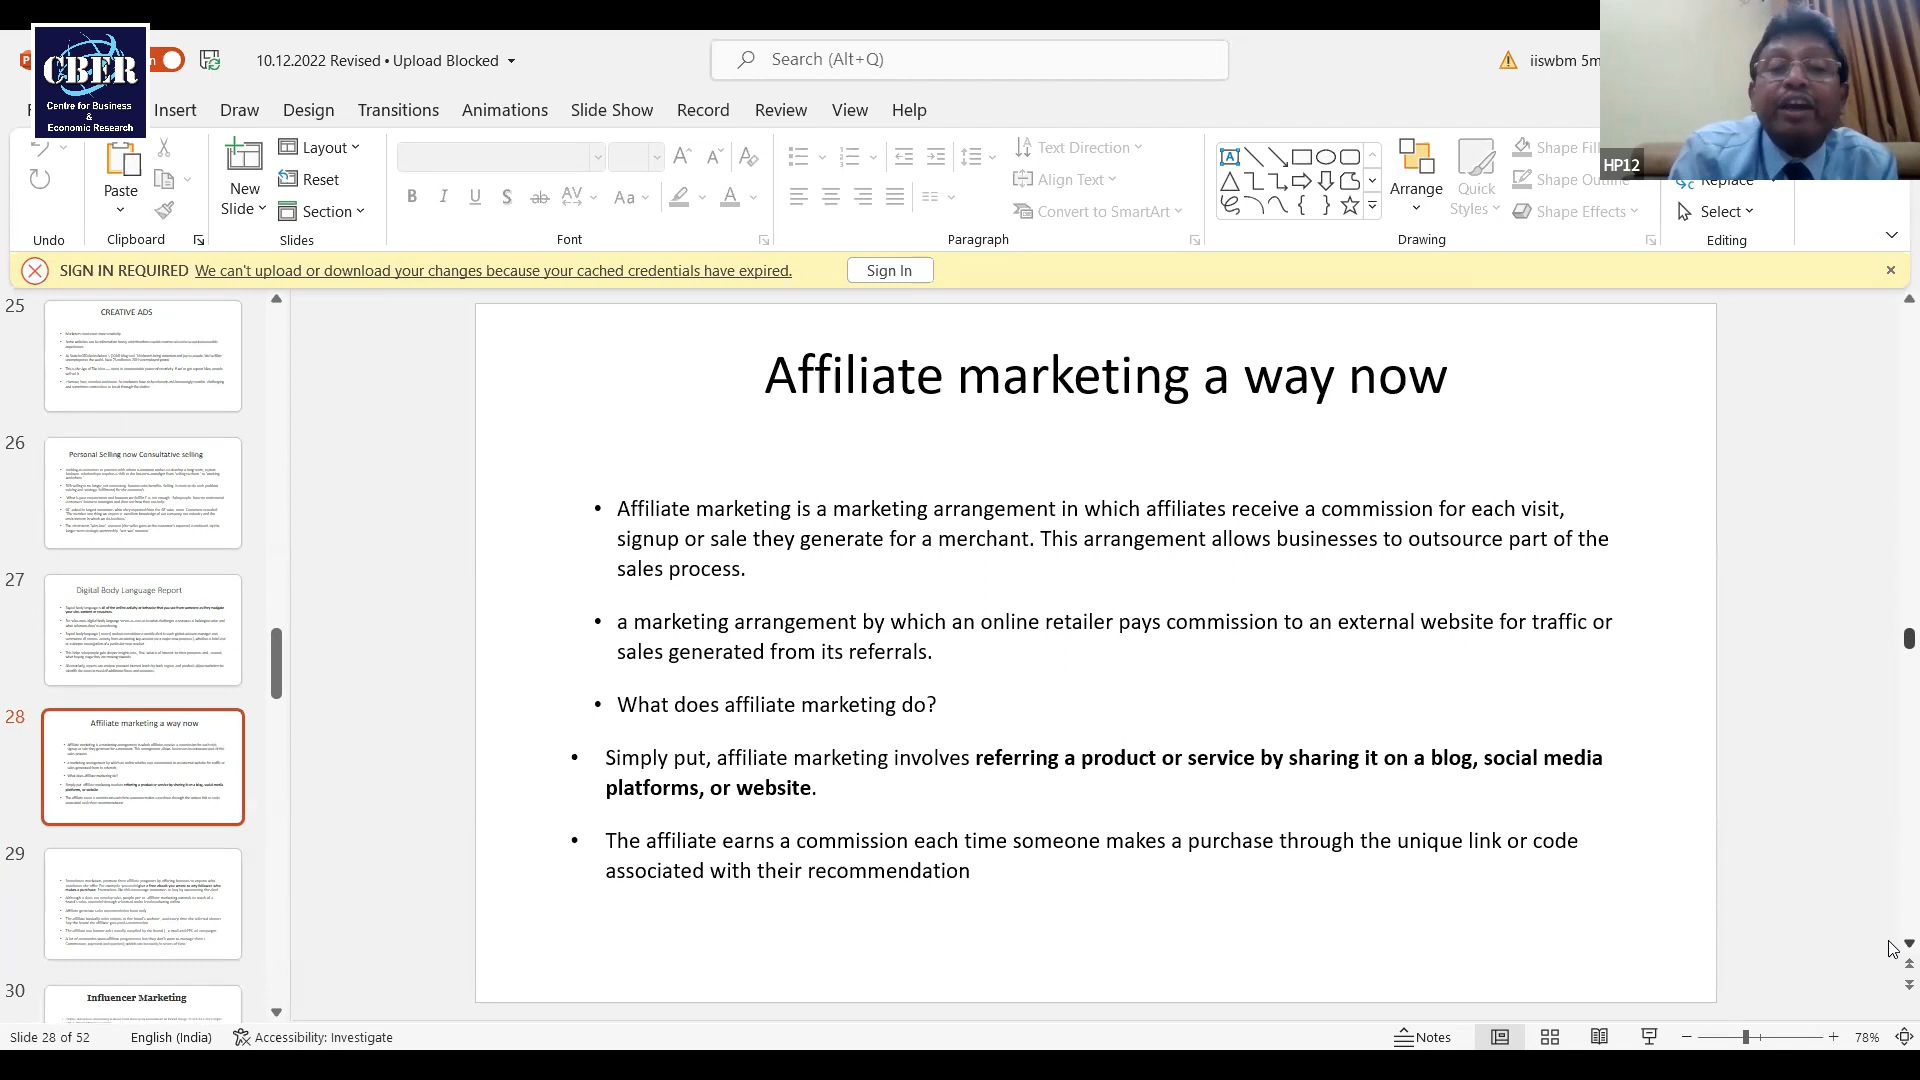 CBER
Centre for Business
&
Economic Research
10.12.2022 Revised • Upload Blocked
Search (Alt+Q)
iiswbm 5m
HP12
Insert Draw Design Transitions Animations Slide Show Record Review View Help
Paste
New
Slide
Layout
Reset
Section
Text Direction
Align Text
Convert to SmartArt
Arrange
Quick
Styles
Shape Fill
Shape Outline
Shape Effects
Replace
Select
Undo Clipboard Slides Font Paragraph Drawing Editing
SIGN IN REQUIRED We can't upload or download your changes because your cached credentials have expired. Sign In
25
CREATIVE ADS
26
Personal Selling now Consultative selling
27
Digital Body Language Report
28
Affiliate marketing a way now
29
30
Influencer Marketing
Affiliate marketing a way now
• Affiliate marketing is a marketing arrangement in which affiliates receive a commission for each visit,
signup or sale they generate for a merchant. This arrangement allows businesses to outsource part of the
sales process.
• a marketing arrangement by which an online retailer pays commission to an external website for traffic or
sales generated from its referrals.
• What does affiliate marketing do?
• Simply put, affiliate marketing involves referring a product or service by sharing it on a blog, social media
platforms, or website.
• The affiliate earns a commission each time someone makes a purchase through the unique link or code
associated with their recommendation
Slide 28 of 52 English (India) Accessibility: Investigate Notes 78%